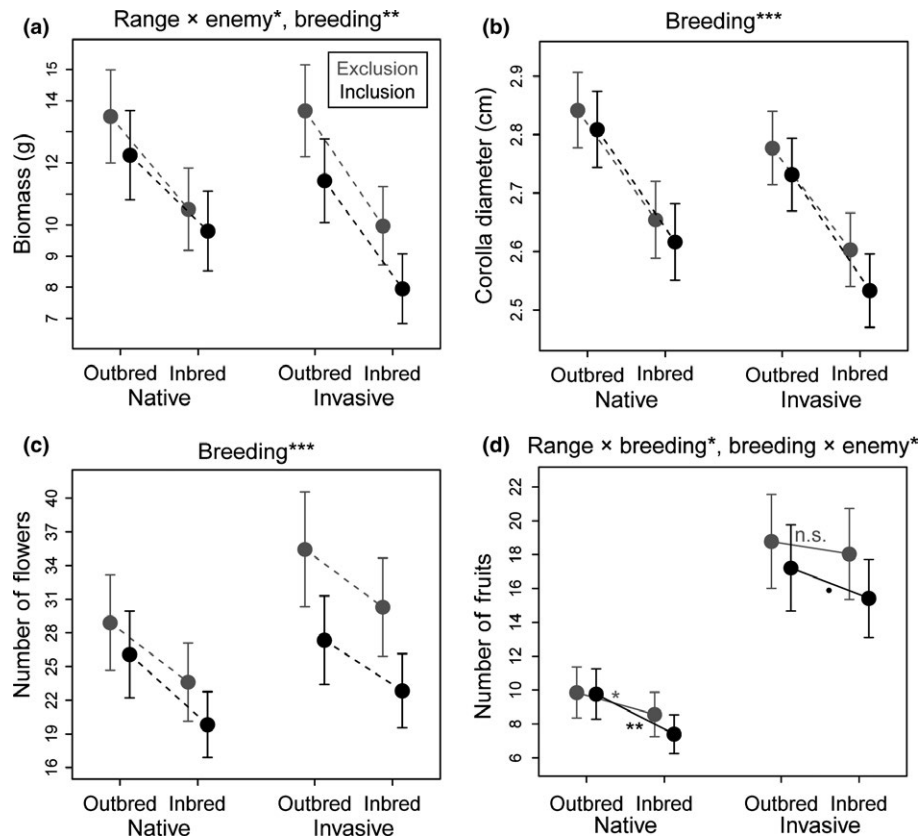 (a) Range × enemy*, breeding**
Exclusion
Inclusion
Biomass (g)
15
14
12
10
9
8
7
Outbred Inbred Outbred Inbred
Native Invasive
(b) Breeding***
Corolla diameter (cm)
2.9
2.8
2.7
2.6
2.5
Outbred Inbred Outbred Inbred
Native Invasive
(c) Breeding***
Number of flowers
40
37
34
31
28
25
22
19
16
Outbred Inbred Outbred Inbred
Native Invasive
(d) Range × breeding*, breeding × enemy*
Number of fruits
22
20
18
16
14
12
10
8
6
n.s.
•
*
**
Outbred Inbred Outbred Inbred
Native Invasive